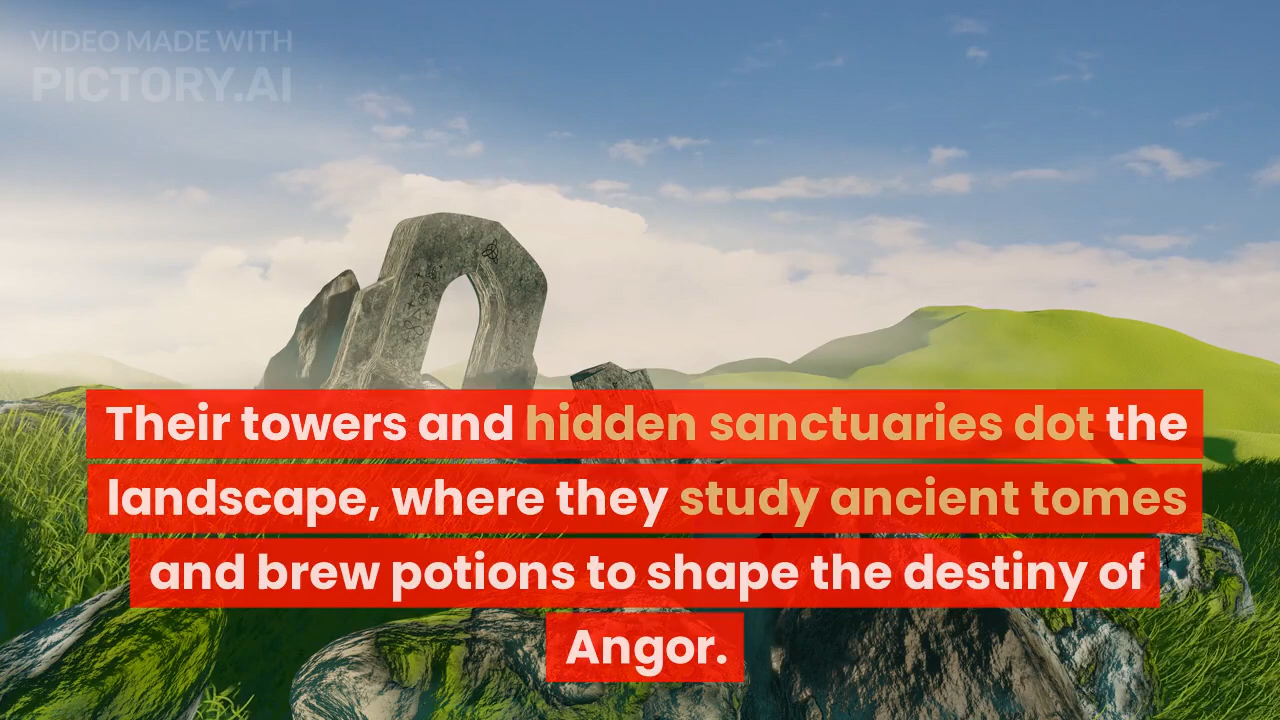 VIDEO MADE WITH
PICTORY.AI
Their towers and hidden sanctuaries dot the
landscape, where they study ancient tomes
and brew potions to shape the destiny of
Angor.